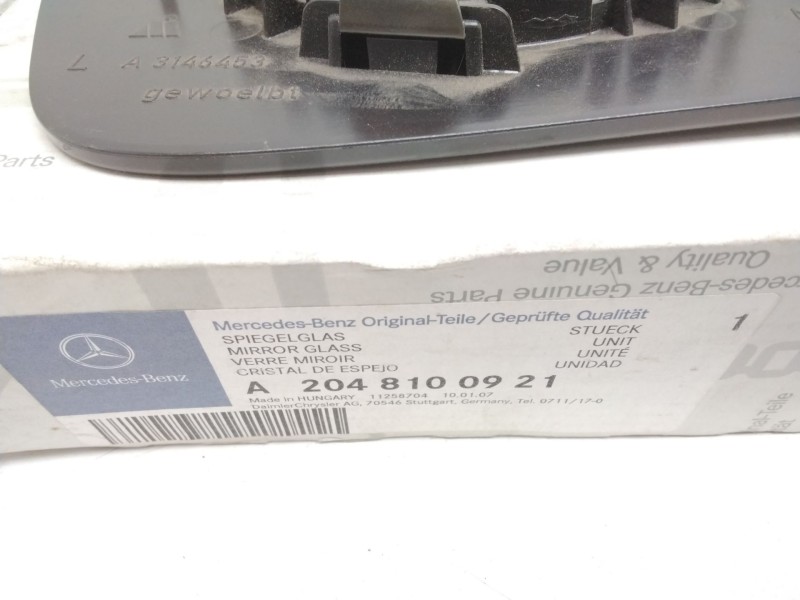 L A 3146453
gewoelbt
Parts
Quality & Value
cedes-Benz Genuine Parts
Mercedes-Benz Original-Teile/Geprüfte Qualität
SPIEGELGLAS STUECK 1
MIRROR GLASS UNIT
VERRE MIROIR UNITÉ
CRISTAL DE ESPEJO UNIDAD
Mercedes-Benz
A 204 810 09 21
Made in HUNGARY 11258704 10.01.07
DaimlerChrysler AG, 70546 Stuttgart, Germany, Tel. 0711/17-0